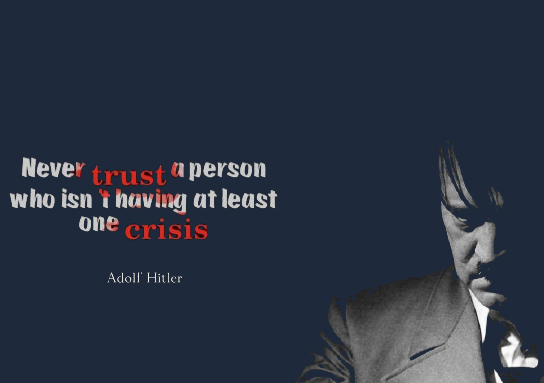 Never trust a person
who isn't having at least
one crisis
Adolf Hitler